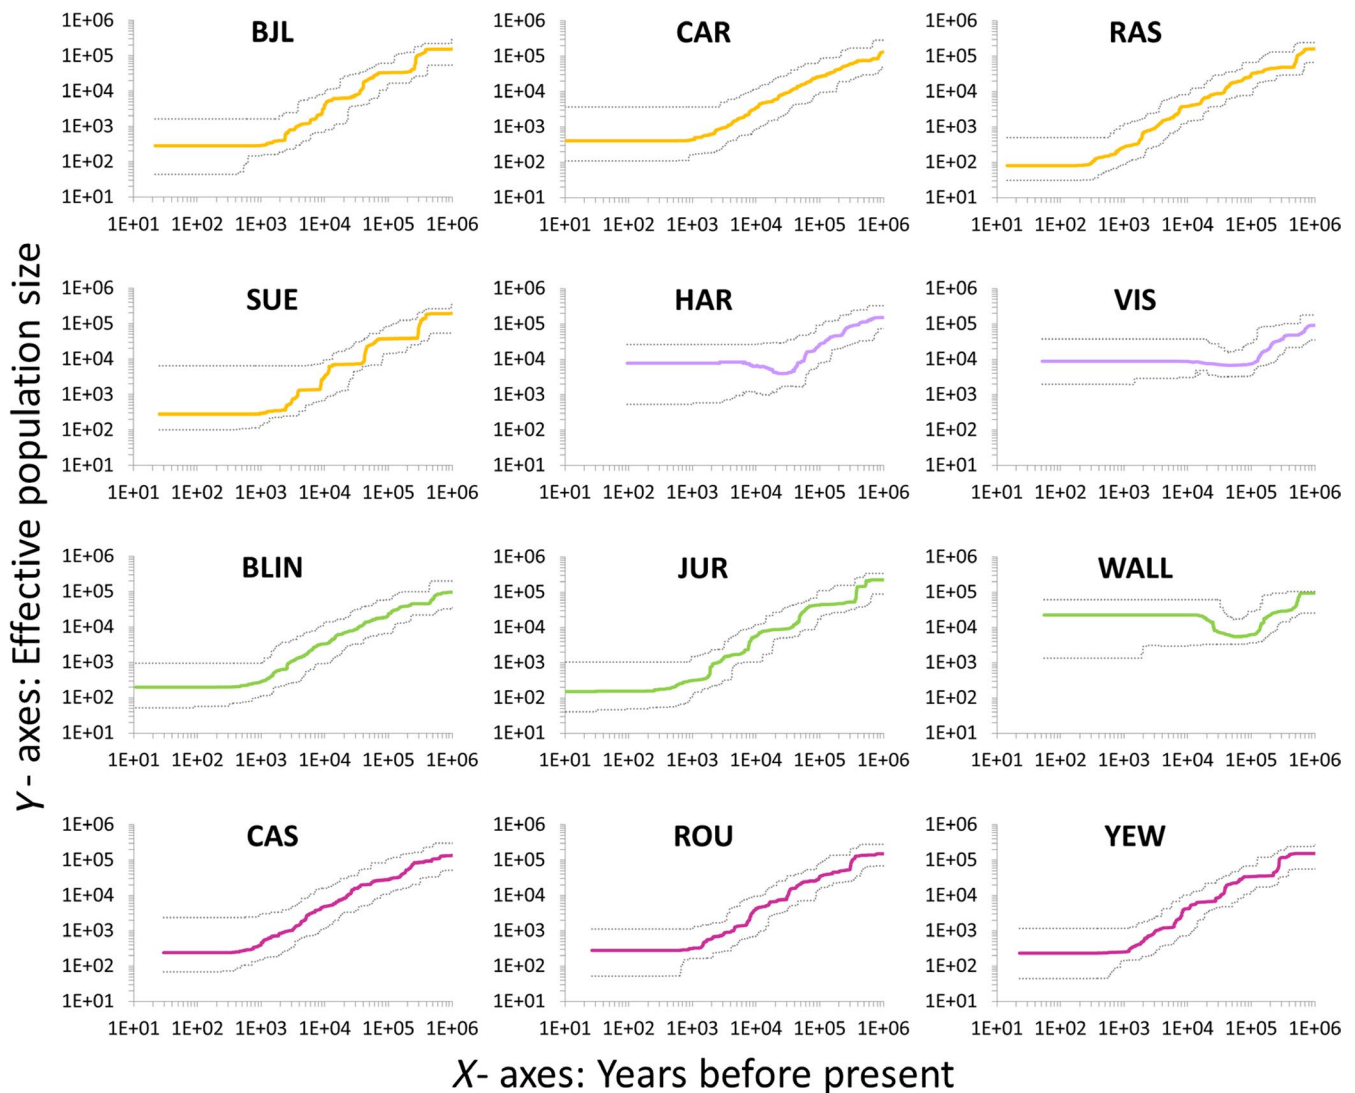 BJL
CAR
RAS
1E+06
1E+05
1E+04
1E+03
1E+02
1E+01
1E+01 1E+02 1E+03 1E+04 1E+05 1E+06
1E+06
1E+05
1E+04
1E+03
1E+02
1E+01
1E+01 1E+02 1E+03 1E+04 1E+05 1E+06
1E+06
1E+05
1E+04
1E+03
1E+02
1E+01
1E+01 1E+02 1E+03 1E+04 1E+05 1E+06
SUE
HAR
VIS
1E+06
1E+05
1E+04
1E+03
1E+02
1E+01
1E+01 1E+02 1E+03 1E+04 1E+05 1E+06
1E+06
1E+05
1E+04
1E+03
1E+02
1E+01
1E+01 1E+02 1E+03 1E+04 1E+05 1E+06
1E+06
1E+05
1E+04
1E+03
1E+02
1E+01
1E+01 1E+02 1E+03 1E+04 1E+05 1E+06
BLIN
JUR
WALL
1E+06
1E+05
1E+04
1E+03
1E+02
1E+01
1E+01 1E+02 1E+03 1E+04 1E+05 1E+06
1E+06
1E+05
1E+04
1E+03
1E+02
1E+01
1E+01 1E+02 1E+03 1E+04 1E+05 1E+06
1E+06
1E+05
1E+04
1E+03
1E+02
1E+01
1E+01 1E+02 1E+03 1E+04 1E+05 1E+06
CAS
ROU
YEW
1E+06
1E+05
1E+04
1E+03
1E+02
1E+01
1E+01 1E+02 1E+03 1E+04 1E+05 1E+06
1E+06
1E+05
1E+04
1E+03
1E+02
1E+01
1E+01 1E+02 1E+03 1E+04 1E+05 1E+06
1E+06
1E+05
1E+04
1E+03
1E+02
1E+01
1E+01 1E+02 1E+03 1E+04 1E+05 1E+06
Y- axes: Effective population size
X- axes: Years before present